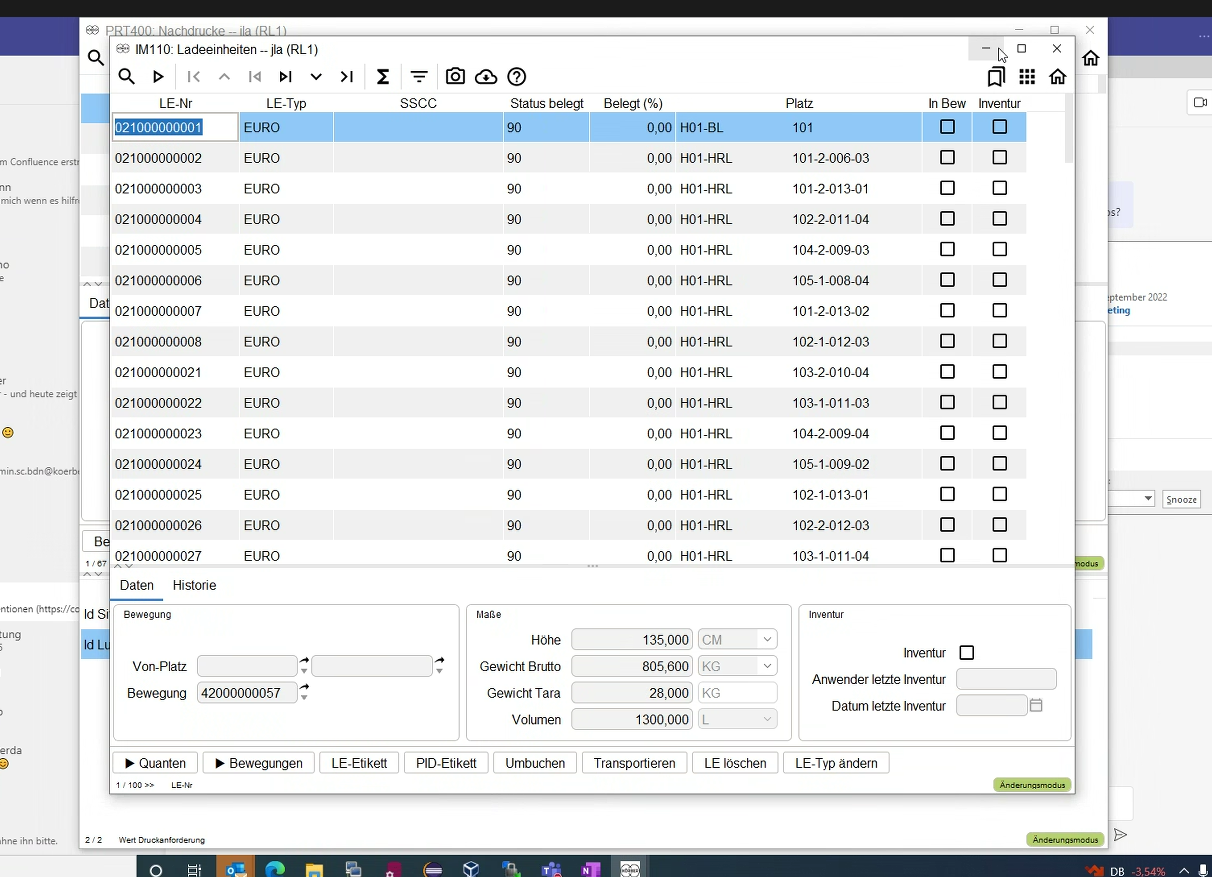 PRT400: Nachdrucke -- jla (RL1)
IM110: Ladeeinheiten -- jla (RL1)
LE-Nr LE-Typ SSCC Status belegt Belegt (%) Platz In Bew Inventur
021000000001 EURO 90 0,00 H01-BL 101
021000000002 EURO 90 0,00 H01-HRL 101-2-006-03
021000000003 EURO 90 0,00 H01-HRL 101-2-013-01
021000000004 EURO 90 0,00 H01-HRL 102-2-011-04
021000000005 EURO 90 0,00 H01-HRL 104-2-009-03
021000000006 EURO 90 0,00 H01-HRL 105-1-008-04
021000000007 EURO 90 0,00 H01-HRL 101-2-013-02
021000000008 EURO 90 0,00 H01-HRL 102-1-012-03
021000000021 EURO 90 0,00 H01-HRL 103-2-010-04
021000000022 EURO 90 0,00 H01-HRL 103-1-011-03
021000000023 EURO 90 0,00 H01-HRL 104-2-009-04
021000000024 EURO 90 0,00 H01-HRL 105-1-009-02
021000000025 EURO 90 0,00 H01-HRL 102-1-013-01
021000000026 EURO 90 0,00 H01-HRL 102-2-012-03
021000000027 EURO 90 0,00 H01-HRL 103-1-011-04
Daten Historie
Bewegung
Von-Platz
Bewegung 42000000057
Maße
Höhe 135,000 CM
Gewicht Brutto 805,600 KG
Gewicht Tara 28,000 KG
Volumen 1300,000 L
Inventur
Inventur
Anwender letzte Inventur
Datum letzte Inventur
Quanten Bewegungen LE-Etikett PID-Etikett Umbuchen Transportieren LE löschen LE-Typ ändern
1 / 100 >> LE-Nr Änderungsmodus
2 / 2 Wert Druckanforderung Änderungsmodus
m Confluence erstr
nn
mich wenn es hilfr
no
e
er
- und heute zeigt
min.sc.bdn@koerbe
entionen (https://co
tung
erda
hne ihn bitte.
Dat
Be
1 / 67
modus
Id Si
Id Lu
os?
eptember 2022
eting
Snooze
DB -3,54%
KÖRBER